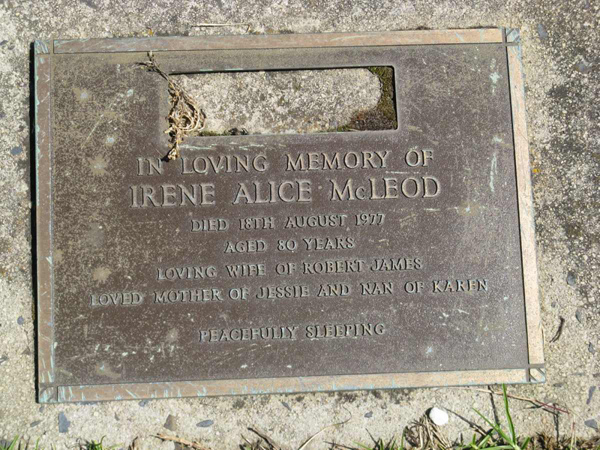 IN LOVING MEMORY OF
IRENE ALICE McLEOD
DIED 18TH AUGUST 1977
AGED 80 YEARS
LOVING WIFE OF ROBERT JAMES
LOVED MOTHER OF JESSIE AND NAN OF KAREN
PEACEFULLY SLEEPING